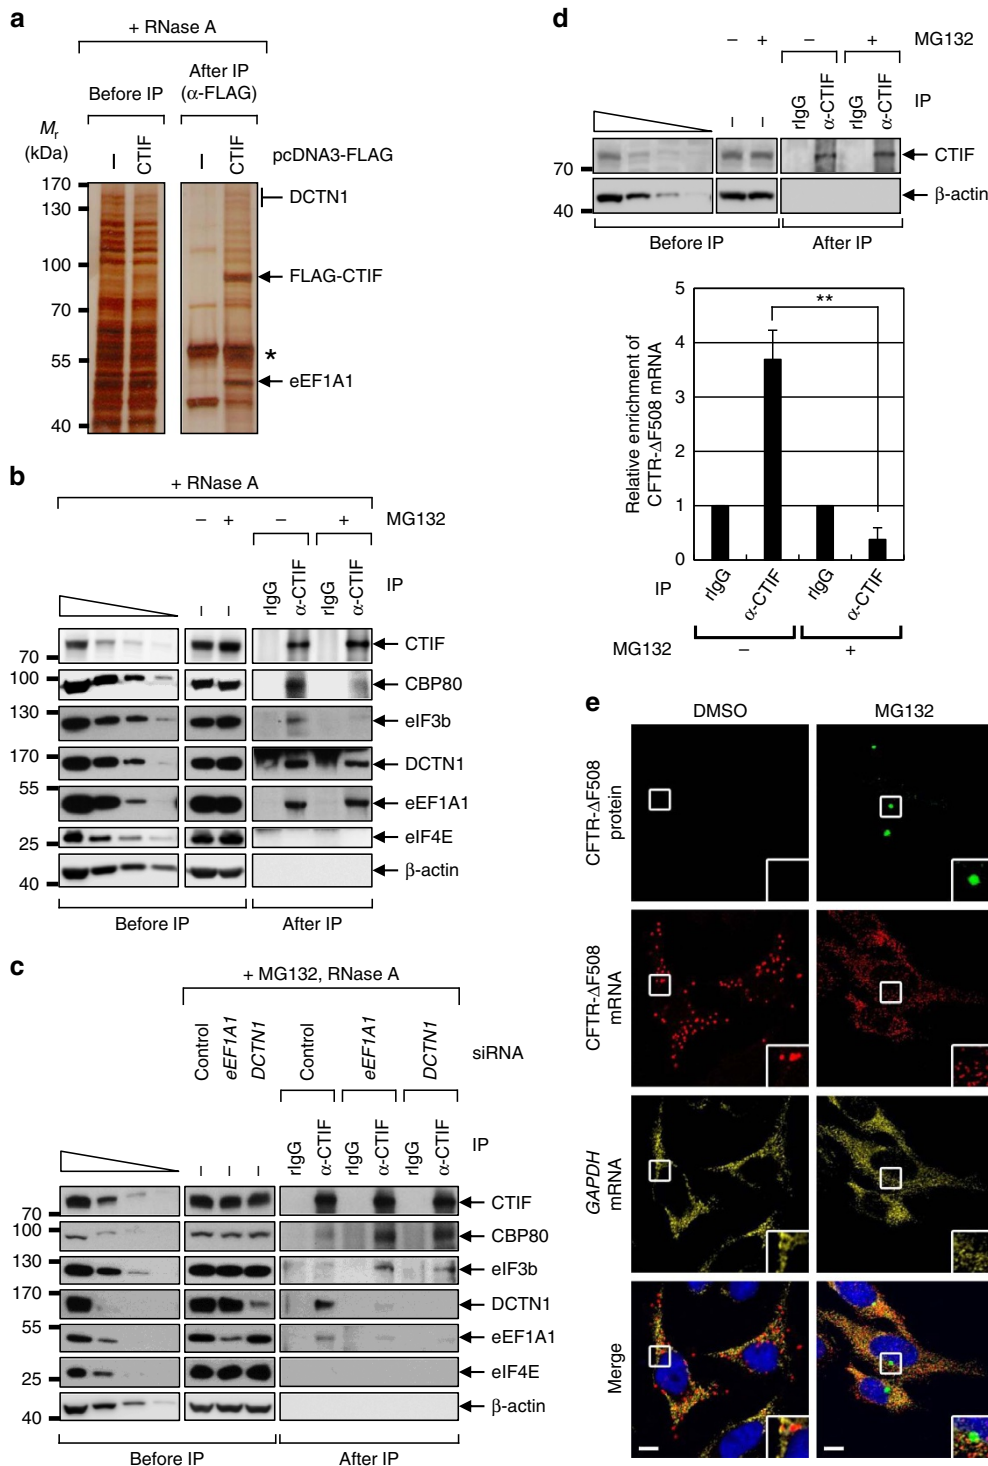 a
+ RNase A
Before IP
After IP
(α-FLAG)
Mr
(kDa)
–
CTIF
–
CTIF
pcDNA3-FLAG
170
130
100
70
55
40
DCTN1
FLAG-CTIF
*
eEF1A1
b
+ RNase A
– + – + MG132
– – rIgG α-CTIF rIgG α-CTIF IP
70 CTIF
100 CBP80
130 eIF3b
170 DCTN1
55 eEF1A1
25 eIF4E
40 β-actin
Before IP After IP
c
+ MG132, RNase A
Control eEF1A1 DCTN1 Control eEF1A1 DCTN1 siRNA
– – – rIgG α-CTIF rIgG α-CTIF rIgG α-CTIF IP
70 CTIF
100 CBP80
130 eIF3b
170 DCTN1
55 eEF1A1
25 eIF4E
40 β-actin
Before IP After IP
d
– + – + MG132
– – rIgG α-CTIF rIgG α-CTIF IP
70 CTIF
40 β-actin
Before IP After IP
Relative enrichment of
CFTR-ΔF508 mRNA
5
4
3
2
1
0
**
IP rIgG α-CTIF rIgG α-CTIF
MG132 – +
e
DMSO MG132
CFTR-ΔF508
protein
CFTR-ΔF508
mRNA
GAPDH
mRNA
Merge